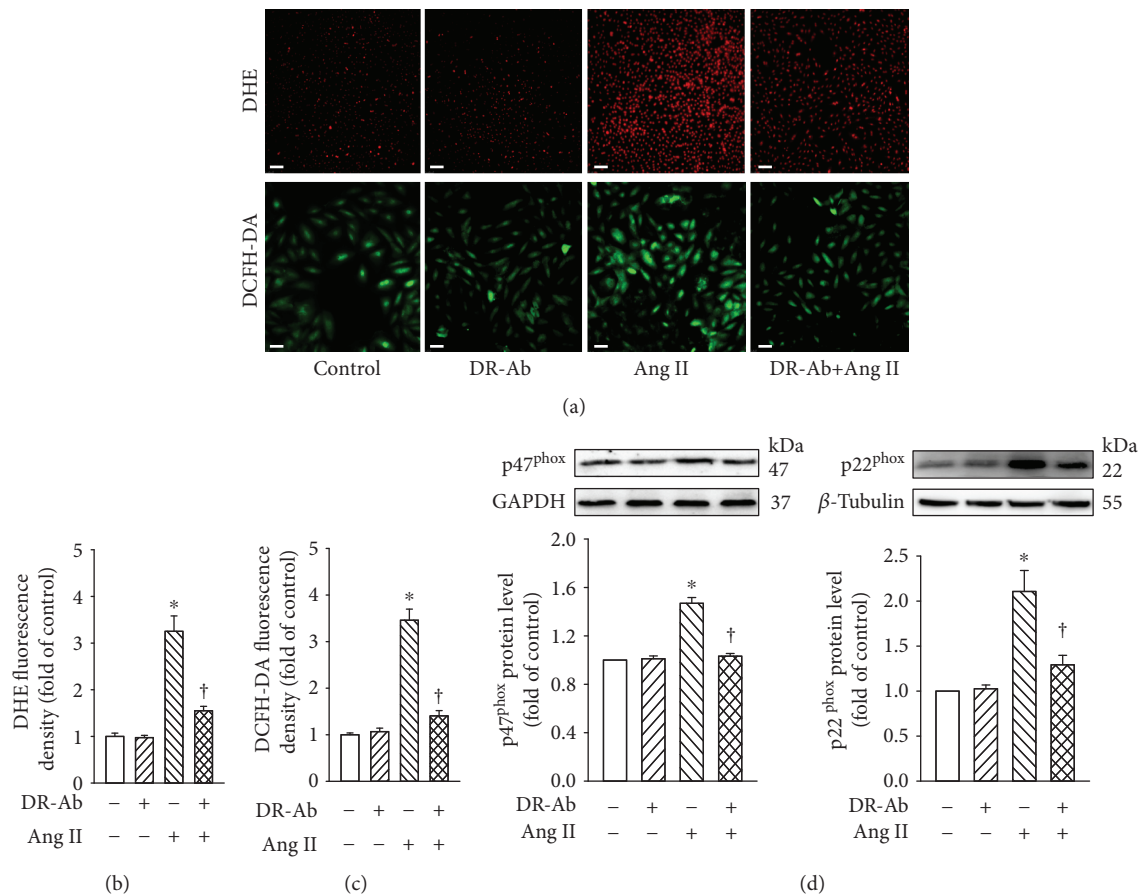 DHE
DCFH-DA
Control DR-Ab Ang II DR-Ab+Ang II
(a)
kDa
p47phox 47
GAPDH 37
kDa
p22phox 22
β-Tubulin 55
DHE fluorescence
density (fold of control)
5
4
3
2
1
0
*
†
DR-Ab − + − +
Ang II − − + +
(b)
DCFH-DA fluorescence
density (fold of control)
5
4
3
2
1
0
*
†
DR-Ab − + − +
Ang II − − + +
(c)
p47phox protein level
(fold of control)
2.0
1.6
1.2
0.8
0.4
0.0
*
†
DR-Ab − + − +
Ang II − − + +
p22 phox protein level
(fold of control)
2.5
2.0
1.5
1.0
0.5
0.0
*
†
DR-Ab − + − +
Ang II − − + +
(d)